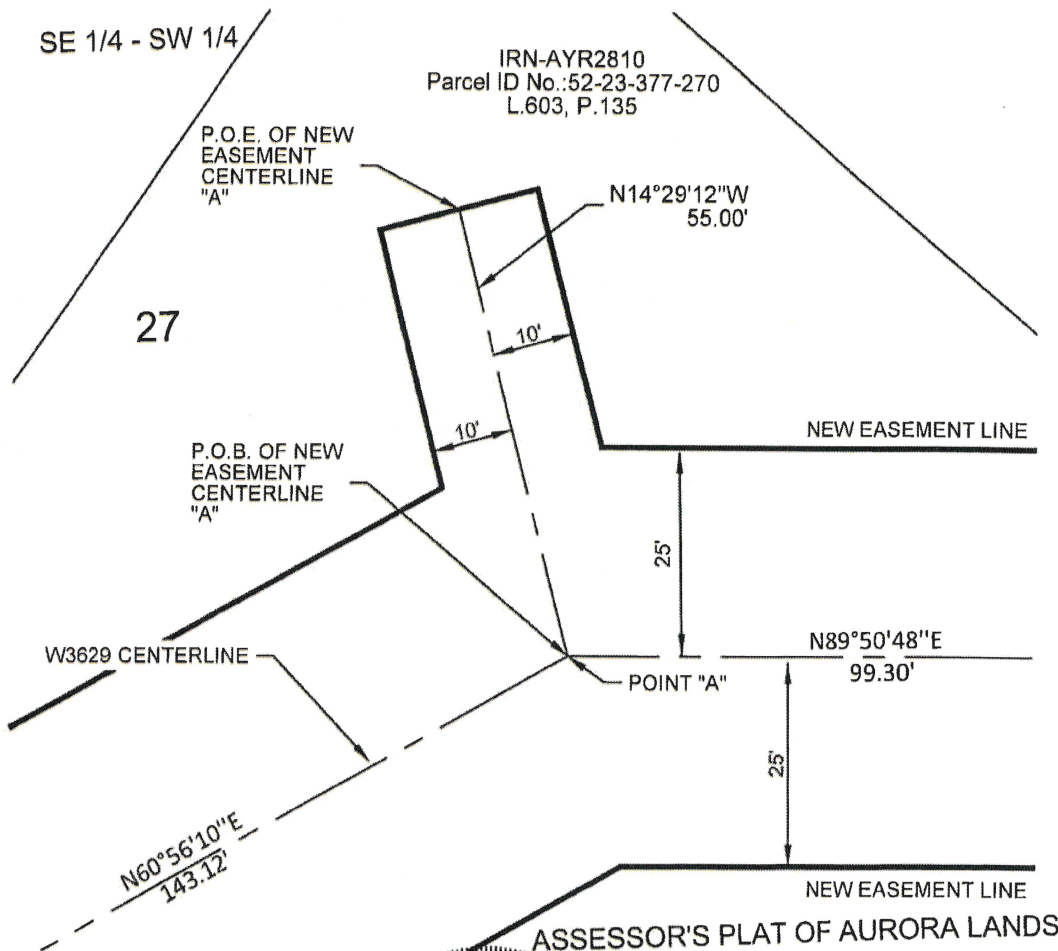 SE 1/4 - SW 1/4
IRN-AYR2810
Parcel ID No.:52-23-377-270
L.603, P.135
P.O.E. OF NEW
EASEMENT
CENTERLINE
"A"
N14°29'12"W
55.00'
27
10'
10'
NEW EASEMENT LINE
P.O.B. OF NEW
EASEMENT
CENTERLINE
"A"
25'
W3629 CENTERLINE
N89°50'48"E
99.30'
POINT "A"
25'
N60°56'10"E
143.12'
NEW EASEMENT LINE
ASSESSOR'S PLAT OF AURORA LANDS